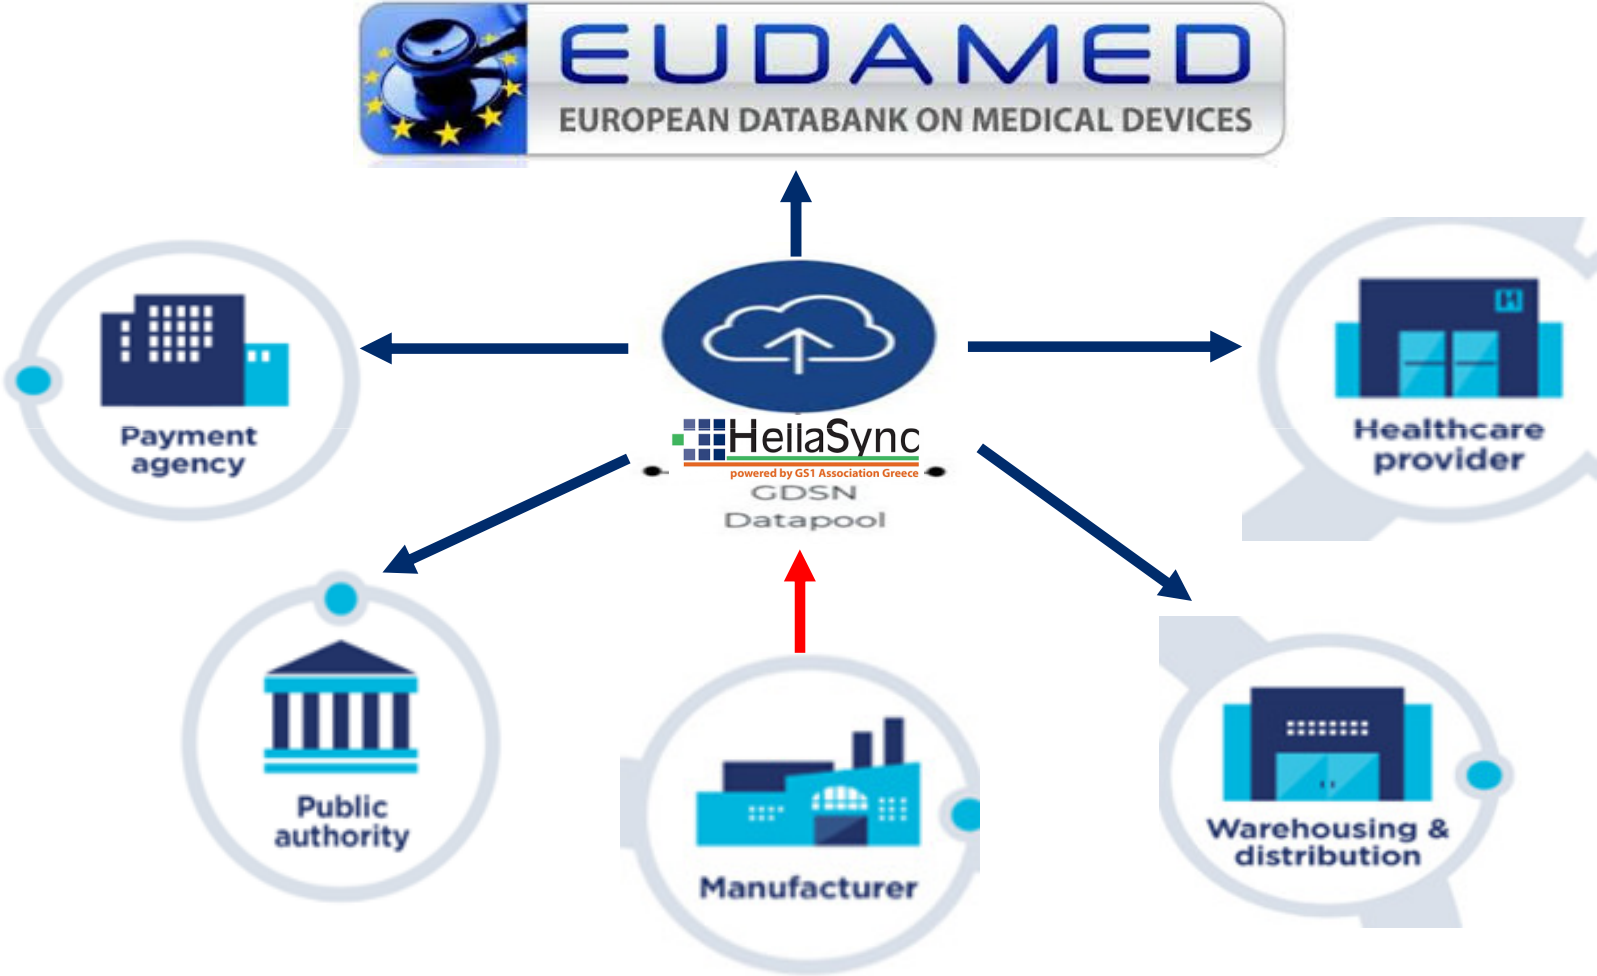 EUDAMED
EUROPEAN DATABANK ON MEDICAL DEVICES
Payment
agency
HellaSync
powered by GS1 Association Greece
GDSN
Datapool
H
Healthcare
provider
Public
authority
Manufacturer
Warehousing &
distribution